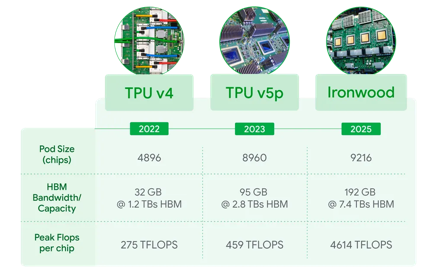 TPU v4 TPU v5p Ironwood
2022 2023 2025
Pod Size
(chips)
4896 8960 9216
HBM
Bandwidth/
Capacity
32 GB
@ 1.2 TBs HBM
95 GB
@ 2.8 TBs HBM
192 GB
@ 7.4 TBs HBM
Peak Flops
per chip
275 TFLOPS 459 TFLOPS 4614 TFLOPS